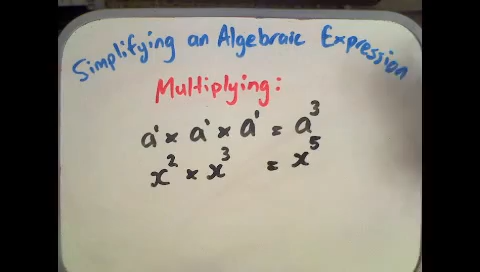 Simplifying an Algebraic Expression
Multiplying:
a¹ × a¹ × a¹ = a³
x² × x³ = x⁵